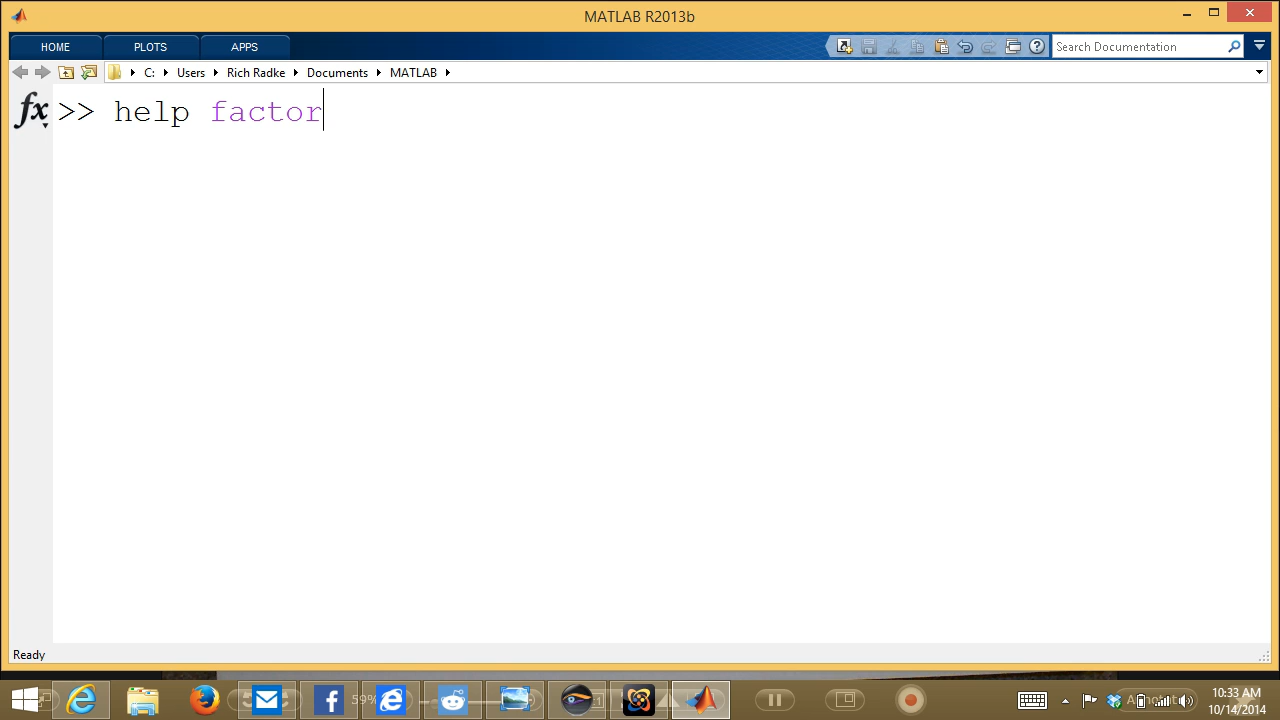 MATLAB R2013b
HOME PLOTS APPS
Search Documentation
C: Users Rich Radke Documents MATLAB
fx >> help factor
Ready
59%
10:33 AM
10/14/2014